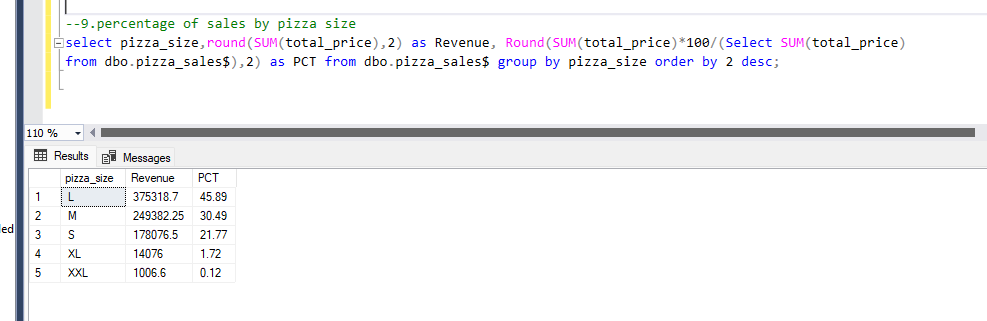 --9.percentage of sales by pizza size
select pizza_size,round(SUM(total_price),2) as Revenue, Round(SUM(total_price)*100/(Select SUM(total_price)
from dbo.pizza_sales$),2) as PCT from dbo.pizza_sales$ group by pizza_size order by 2 desc;
110 %
Results Messages
pizza_size Revenue PCT
1 L 375318.7 45.89
2 M 249382.25 30.49
3 S 178076.5 21.77
4 XL 14076 1.72
5 XXL 1006.6 0.12